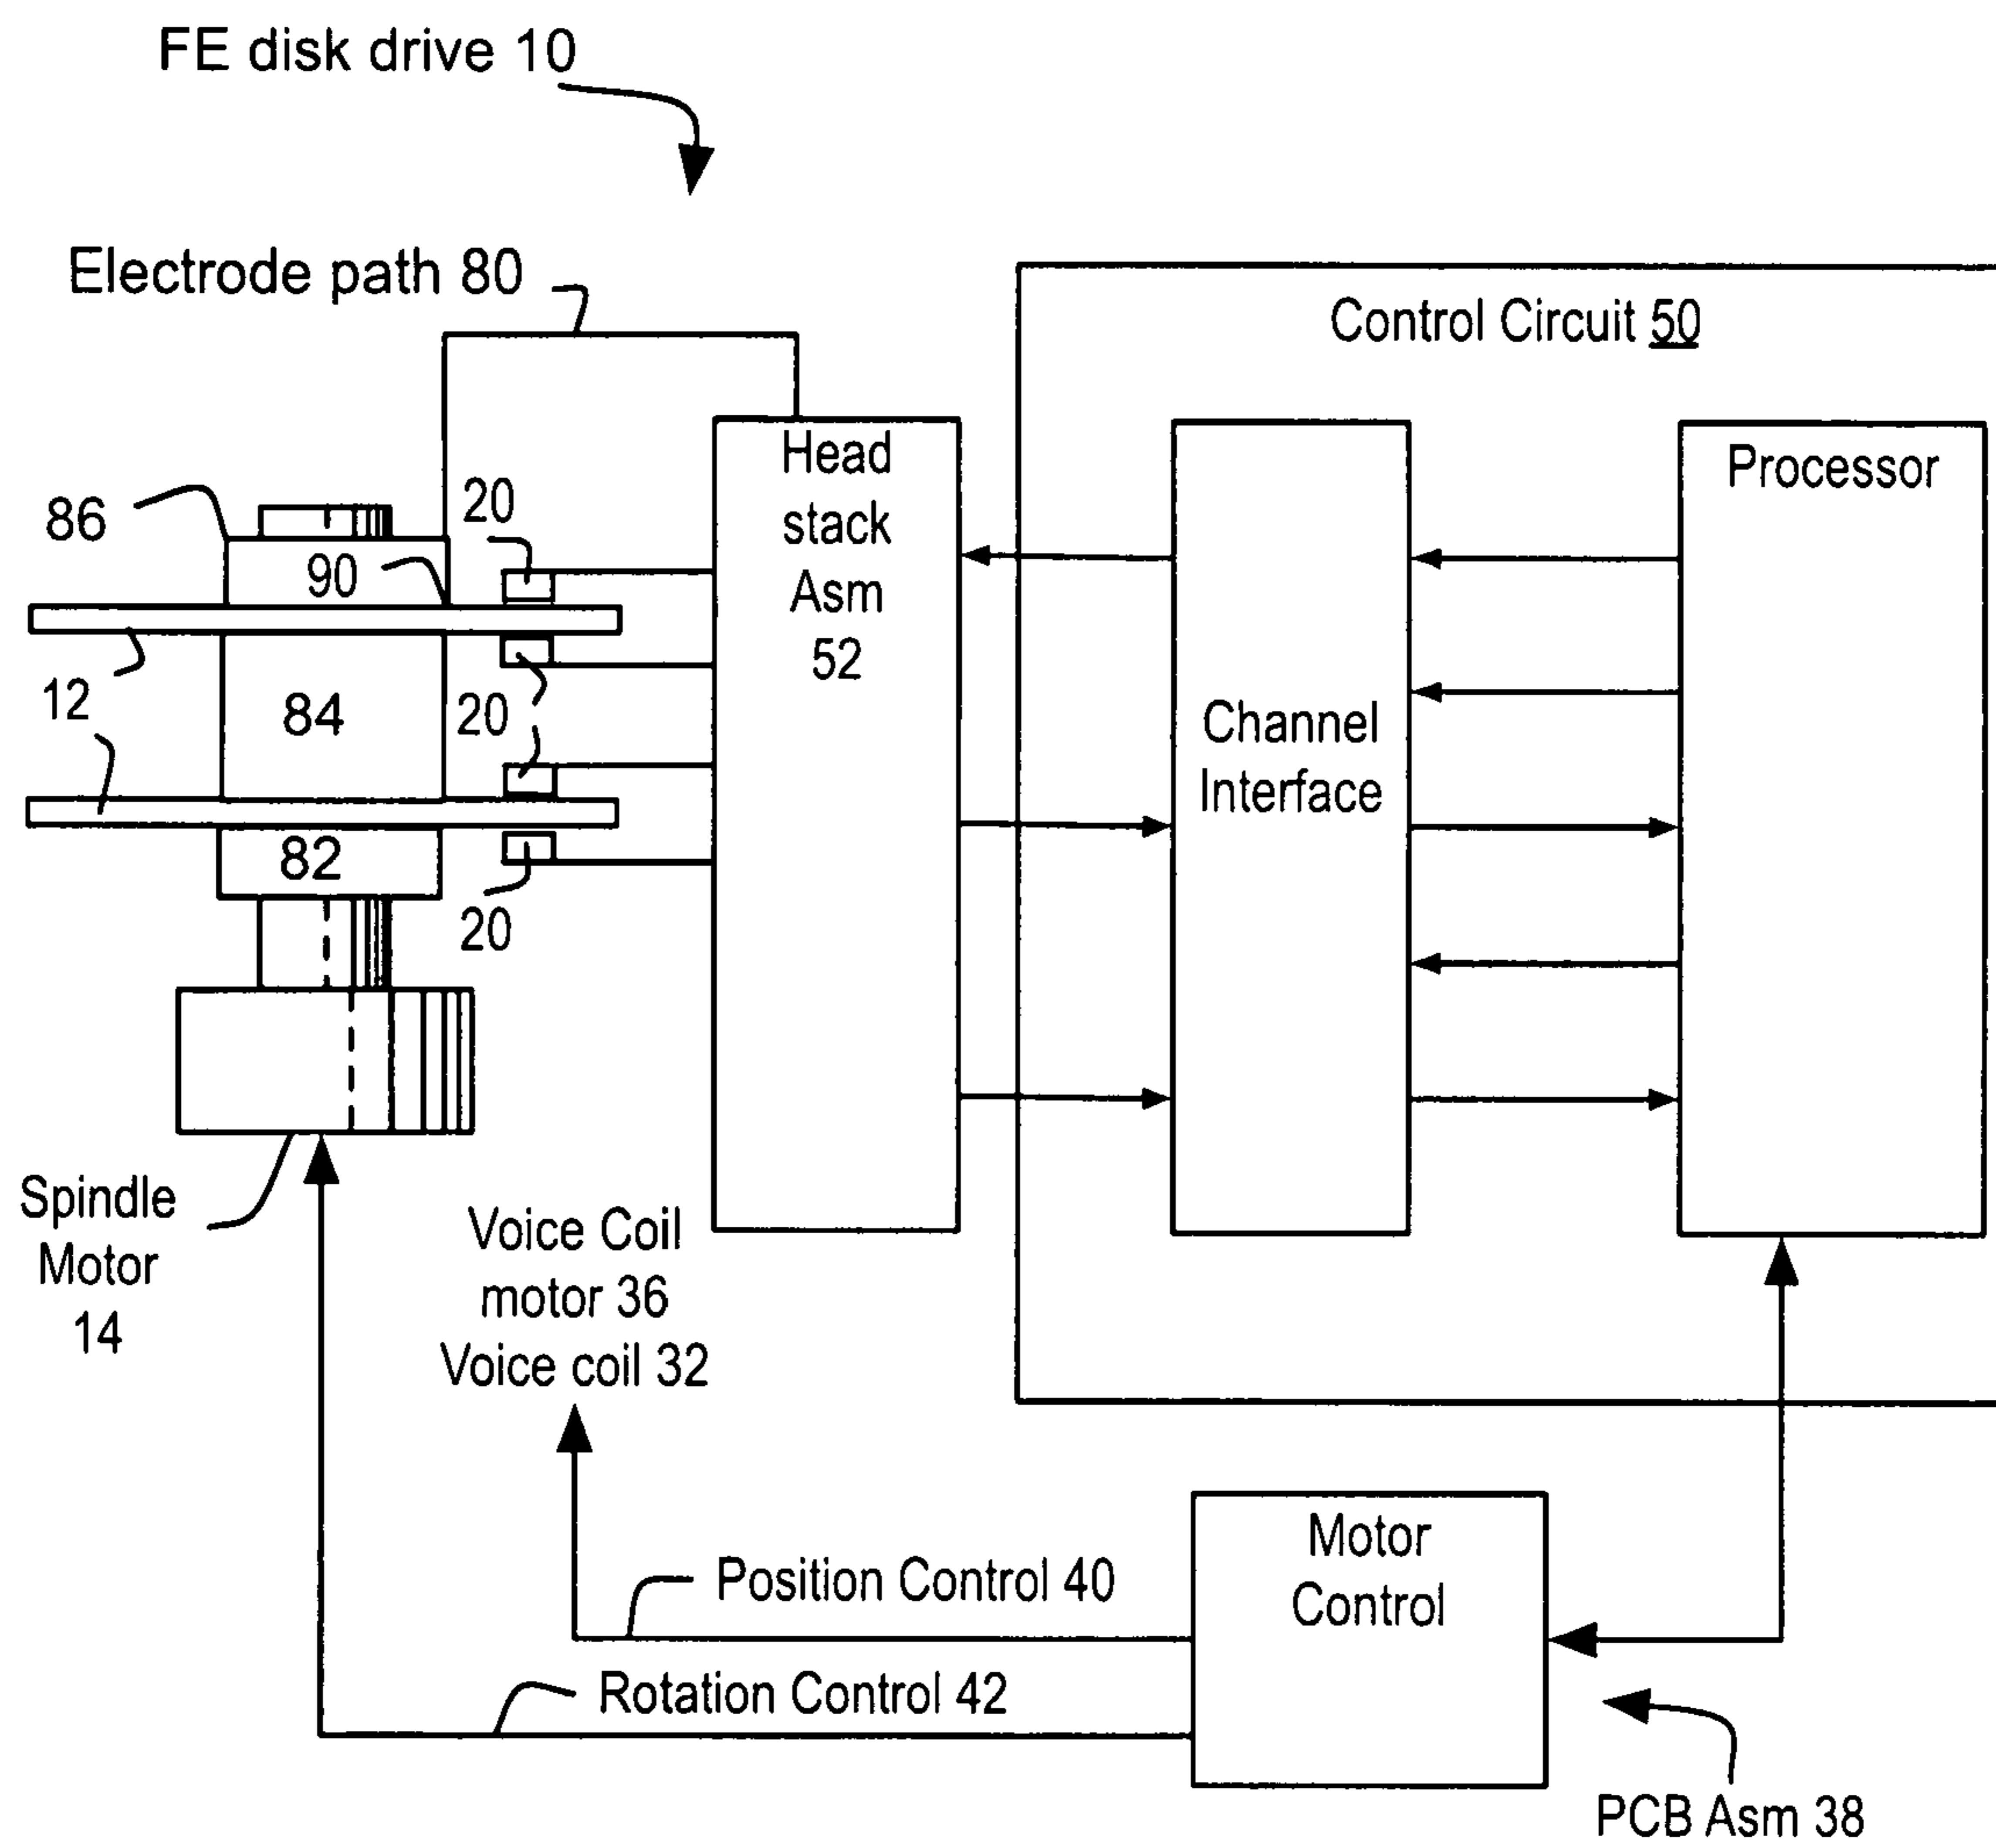 FE disk drive 10
Electrode path 80
Control Circuit 50
Head
stack
Asm
52
Processor
86
20
90
12
84
20
Channel
Interface
82
20
Spindle
Motor
14
Voice Coil
motor 36
Voice coil 32
Motor
Control
Position Control 40
Rotation Control 42
PCB Asm 38